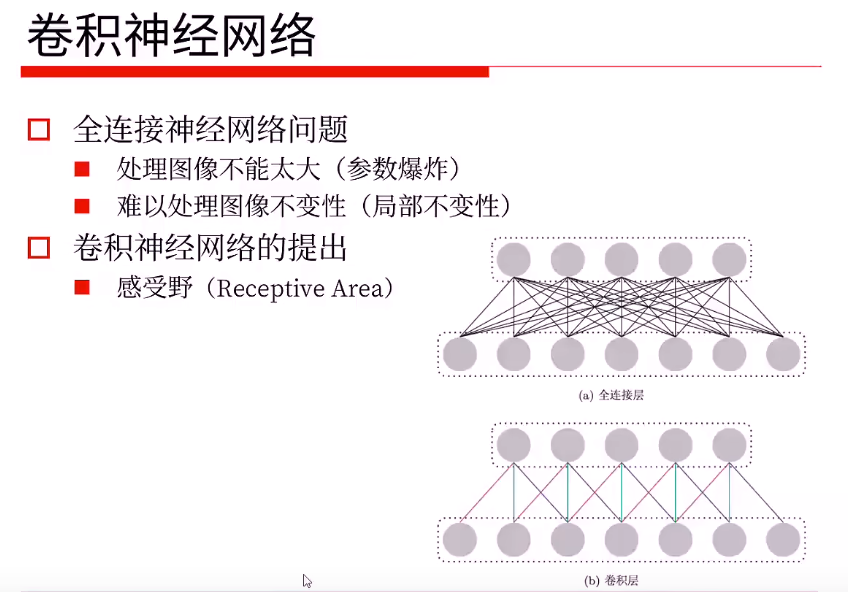 卷积神经网络
全连接神经网络问题
处理图像不能太大（参数爆炸）
难以处理图像不变性（局部不变性）
卷积神经网络的提出
感受野（Receptive Area）
(a) 全连接层
(b) 卷积层